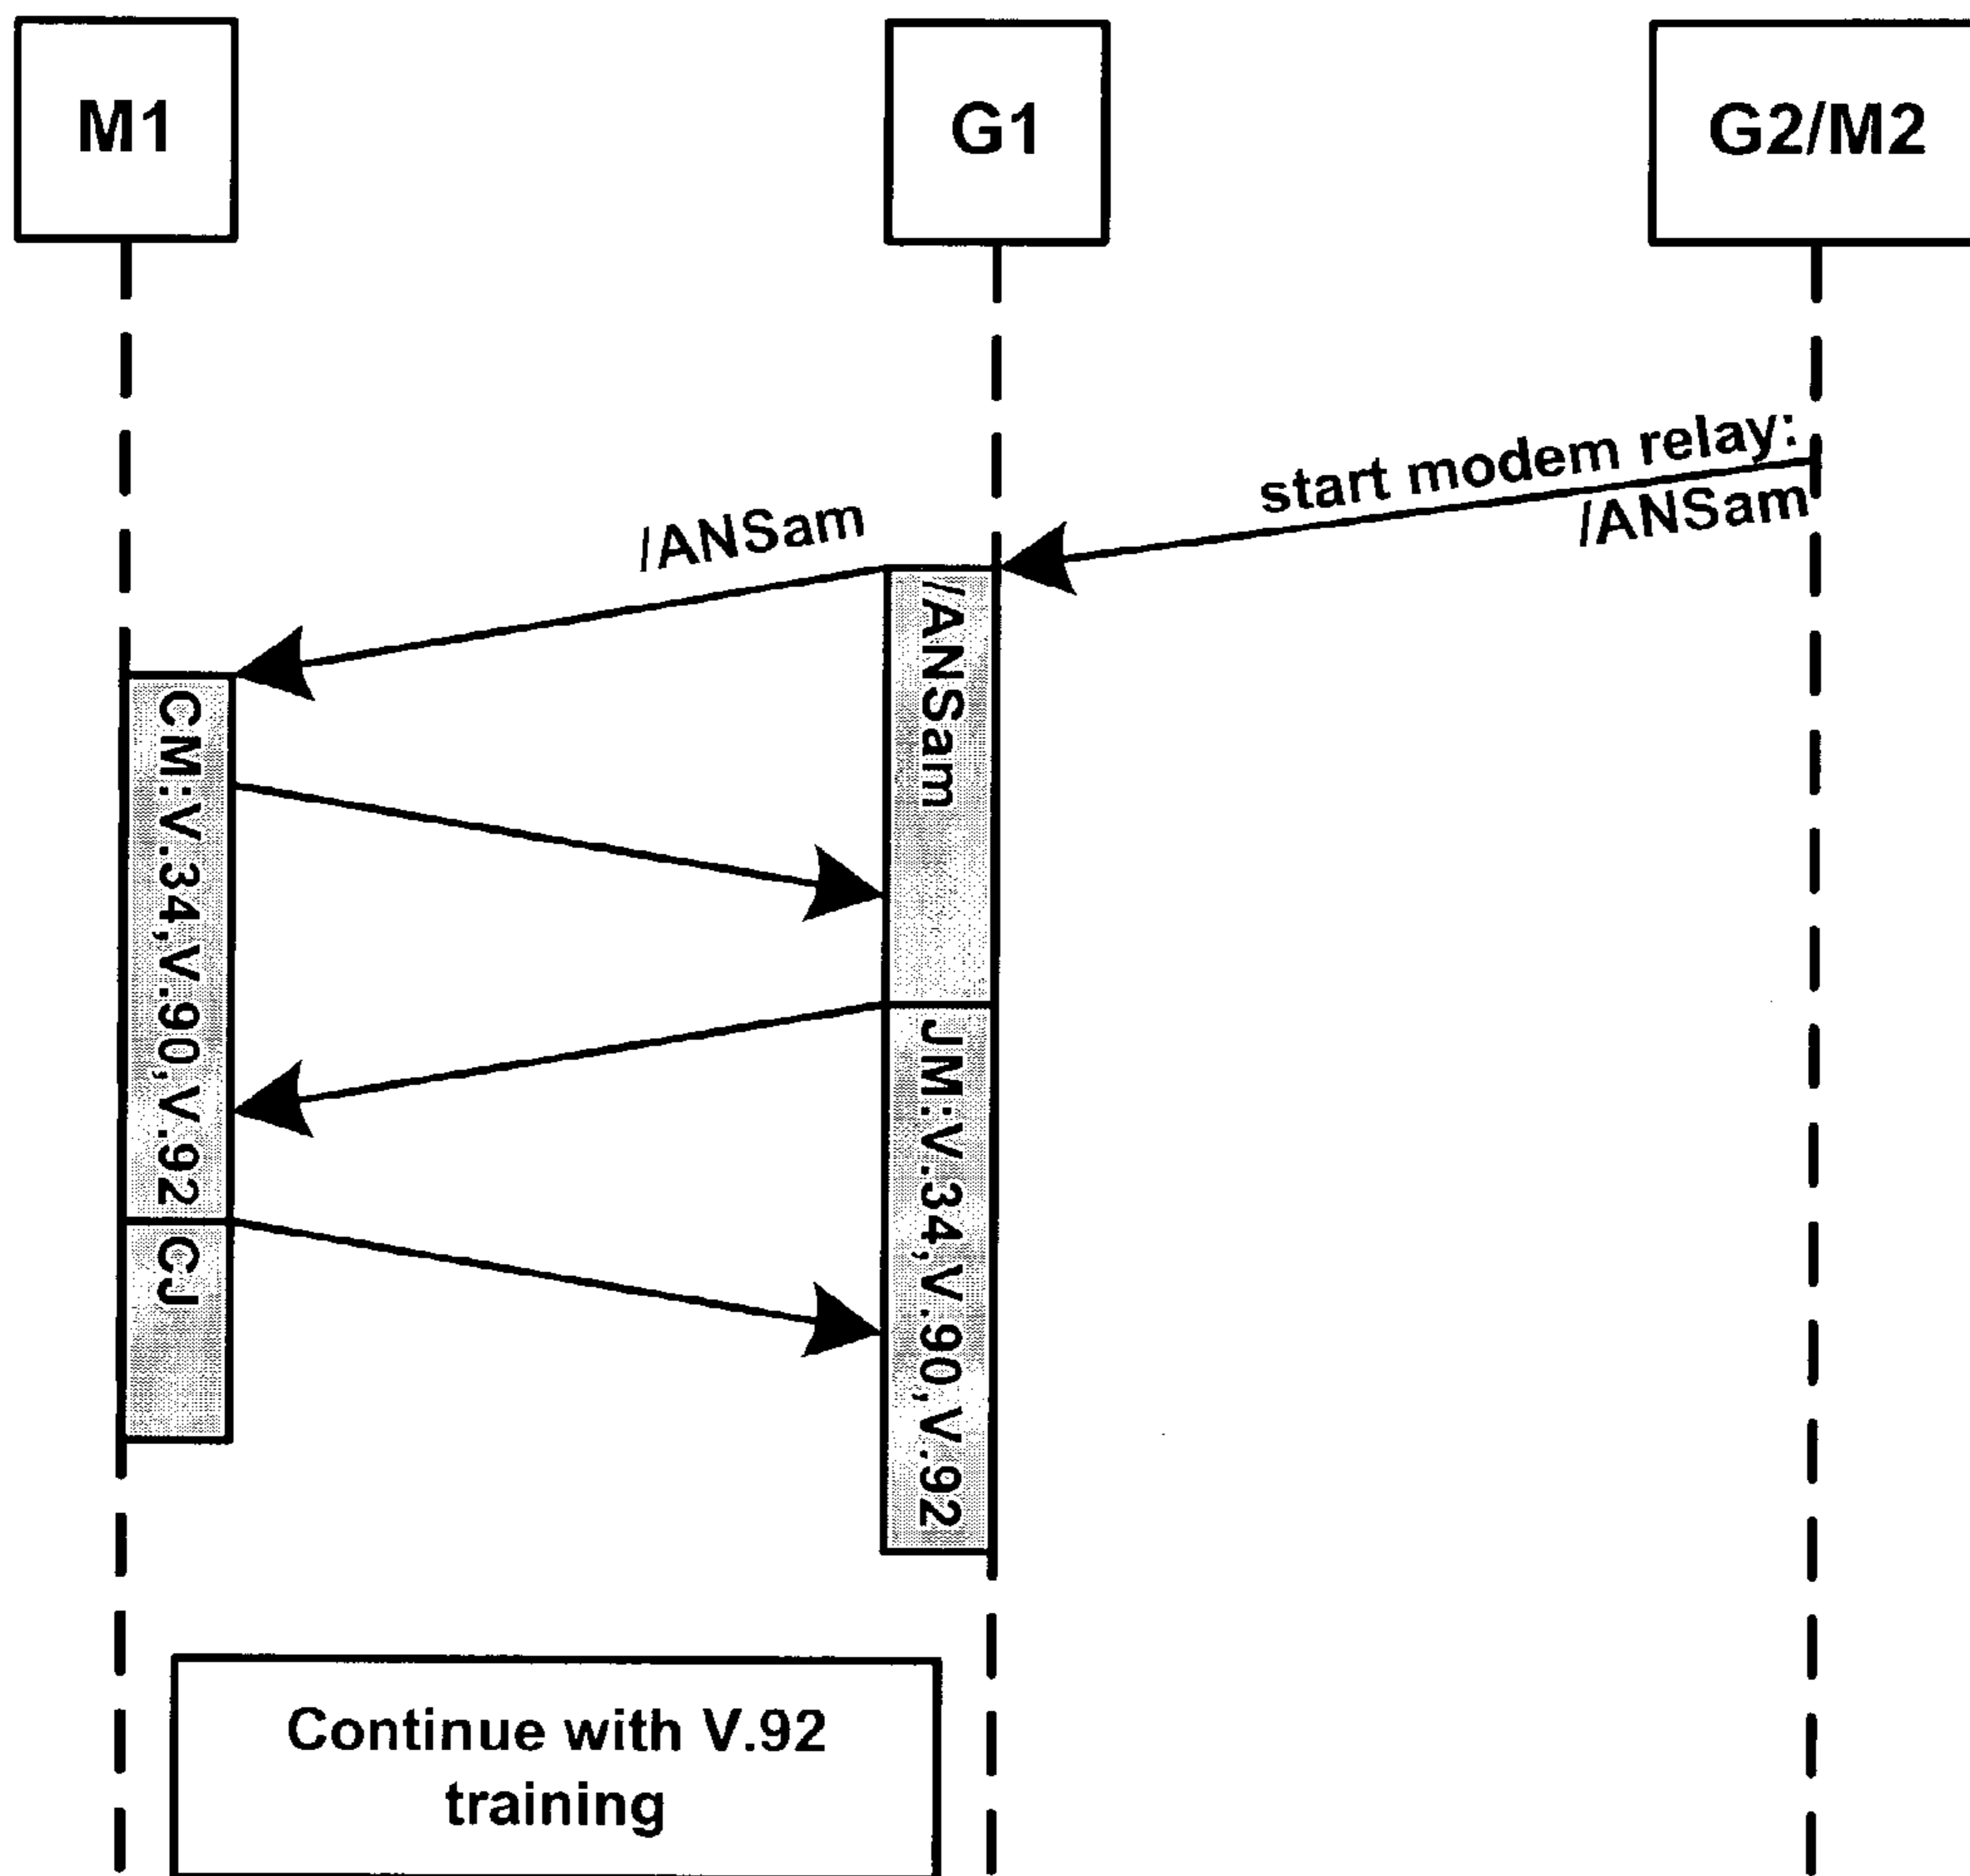 M1
G1
G2/M2
start modem relay:
/ANSam
/ANSam
//ANSam
CM:V.34,V.90,V.92
CJ
JM:V.34,V.90,V.92
Continue with V.92
training